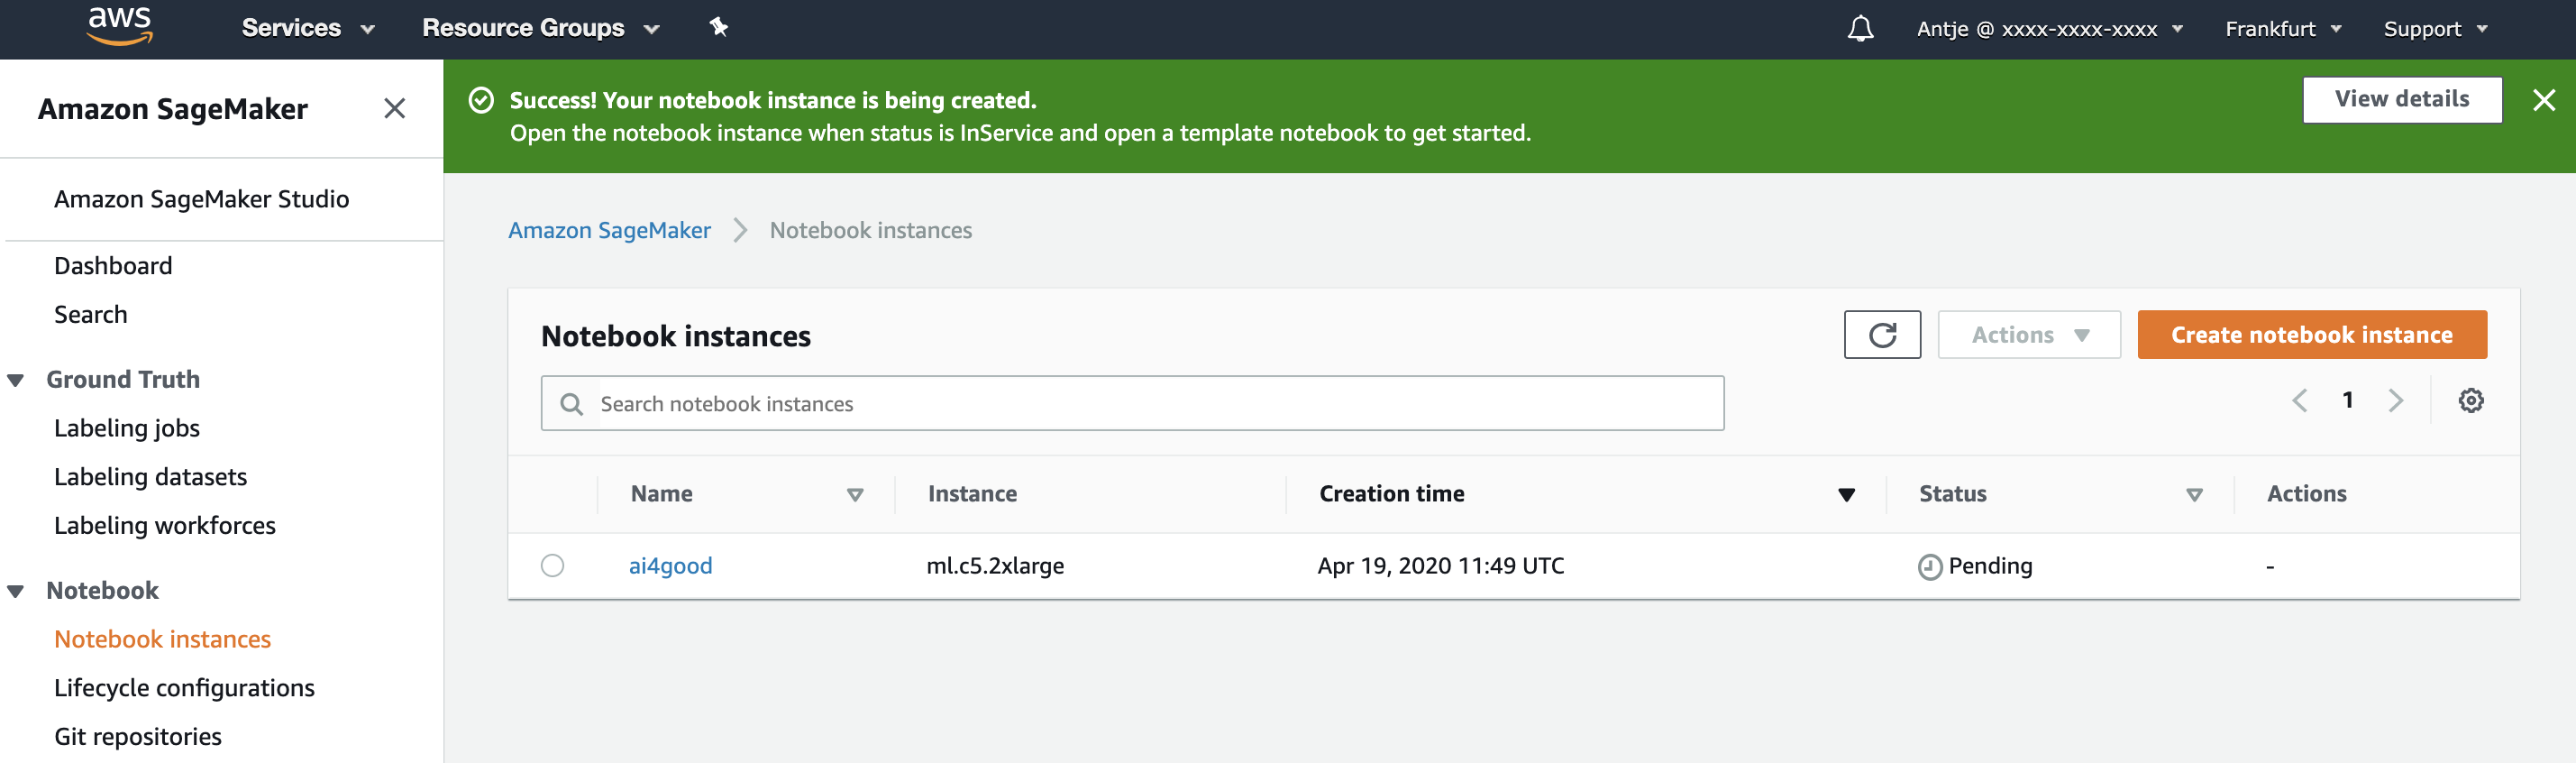 aws Services Resource Groups Antje @ xxxx-xxxx-xxxx Frankfurt Support
Amazon SageMaker
Amazon SageMaker Studio
Dashboard
Search
Ground Truth
Labeling jobs
Labeling datasets
Labeling workforces
Notebook
Notebook instances
Lifecycle configurations
Git repositories
Success! Your notebook instance is being created.
Open the notebook instance when status is InService and open a template notebook to get started.
View details
Amazon SageMaker Notebook instances
Notebook instances
Actions
Create notebook instance
Search notebook instances
1
Name Instance Creation time Status Actions
ai4good ml.c5.2xlarge Apr 19, 2020 11:49 UTC Pending -